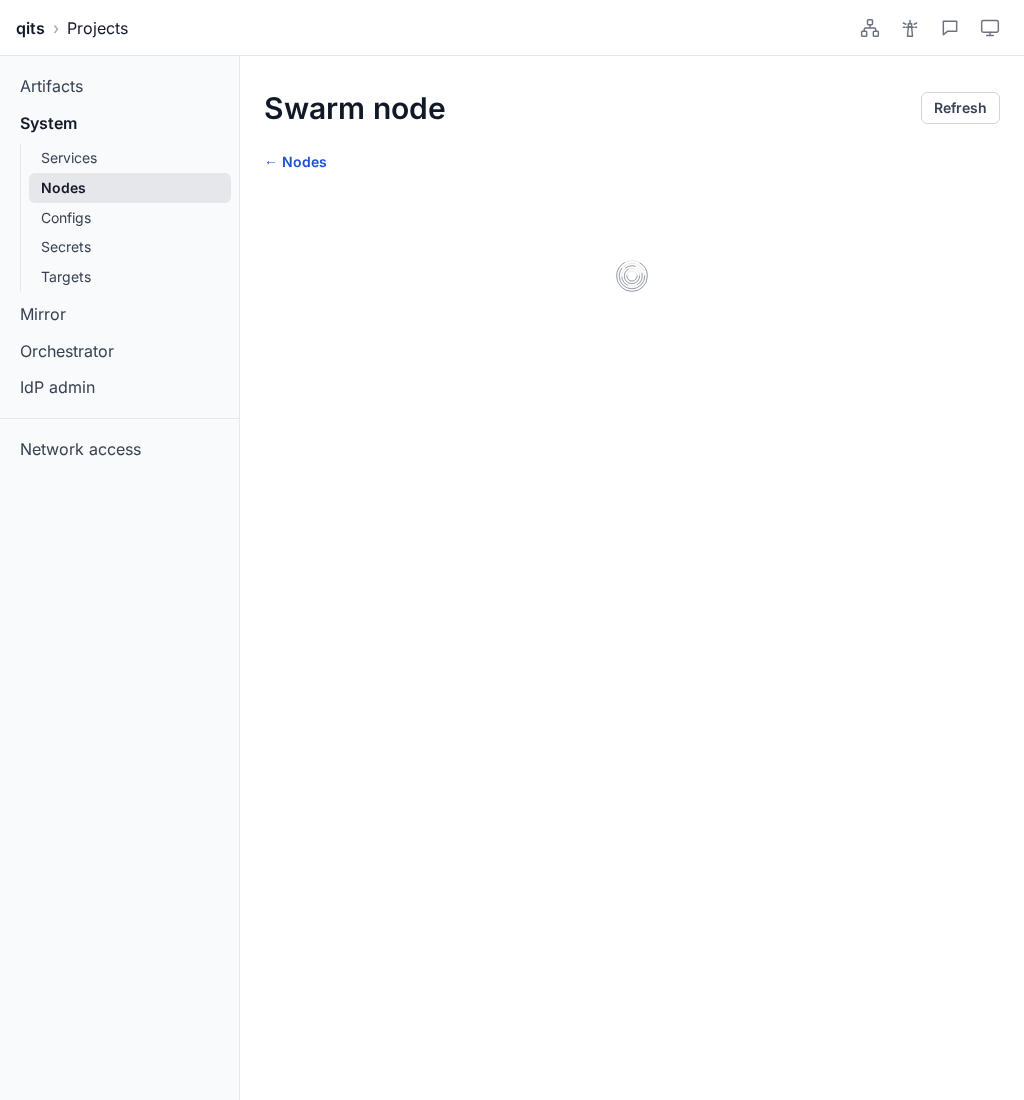 qits › Projects
Artifacts
System
Services
Nodes
Configs
Secrets
Targets
Mirror
Orchestrator
IdP admin
Network access
Swarm node
Refresh
← Nodes